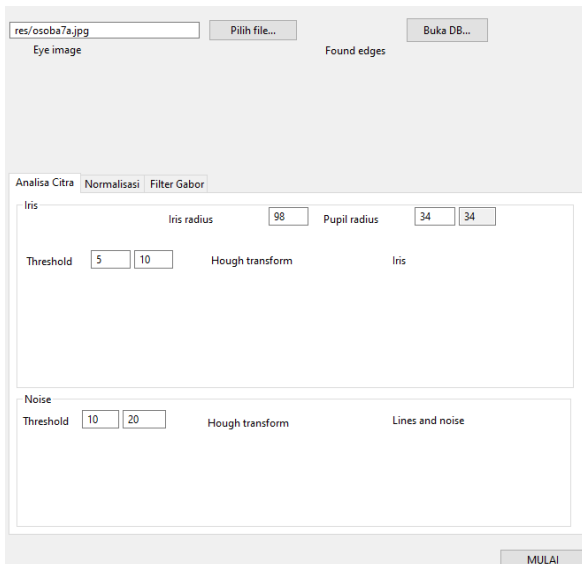 res/osoba7a.jpg Pilih file... Buka DB...
Eye image Found edges
Analisa Citra Normalisasi Filter Gabor
Iris
Iris radius 98 Pupil radius 34 34
Threshold 5 10 Hough transform Iris
Noise
Threshold 10 20 Hough transform Lines and noise
MULAI